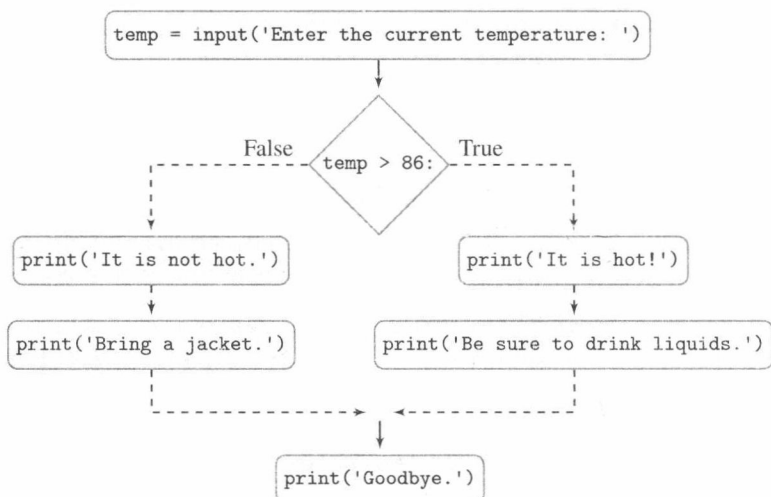 temp = input('Enter the current temperature: ')
False
True
temp > 86:
print('It is not hot.')
print('It is hot!')
print('Bring a jacket.')
print('Be sure to drink liquids.')
print('Goodbye.')